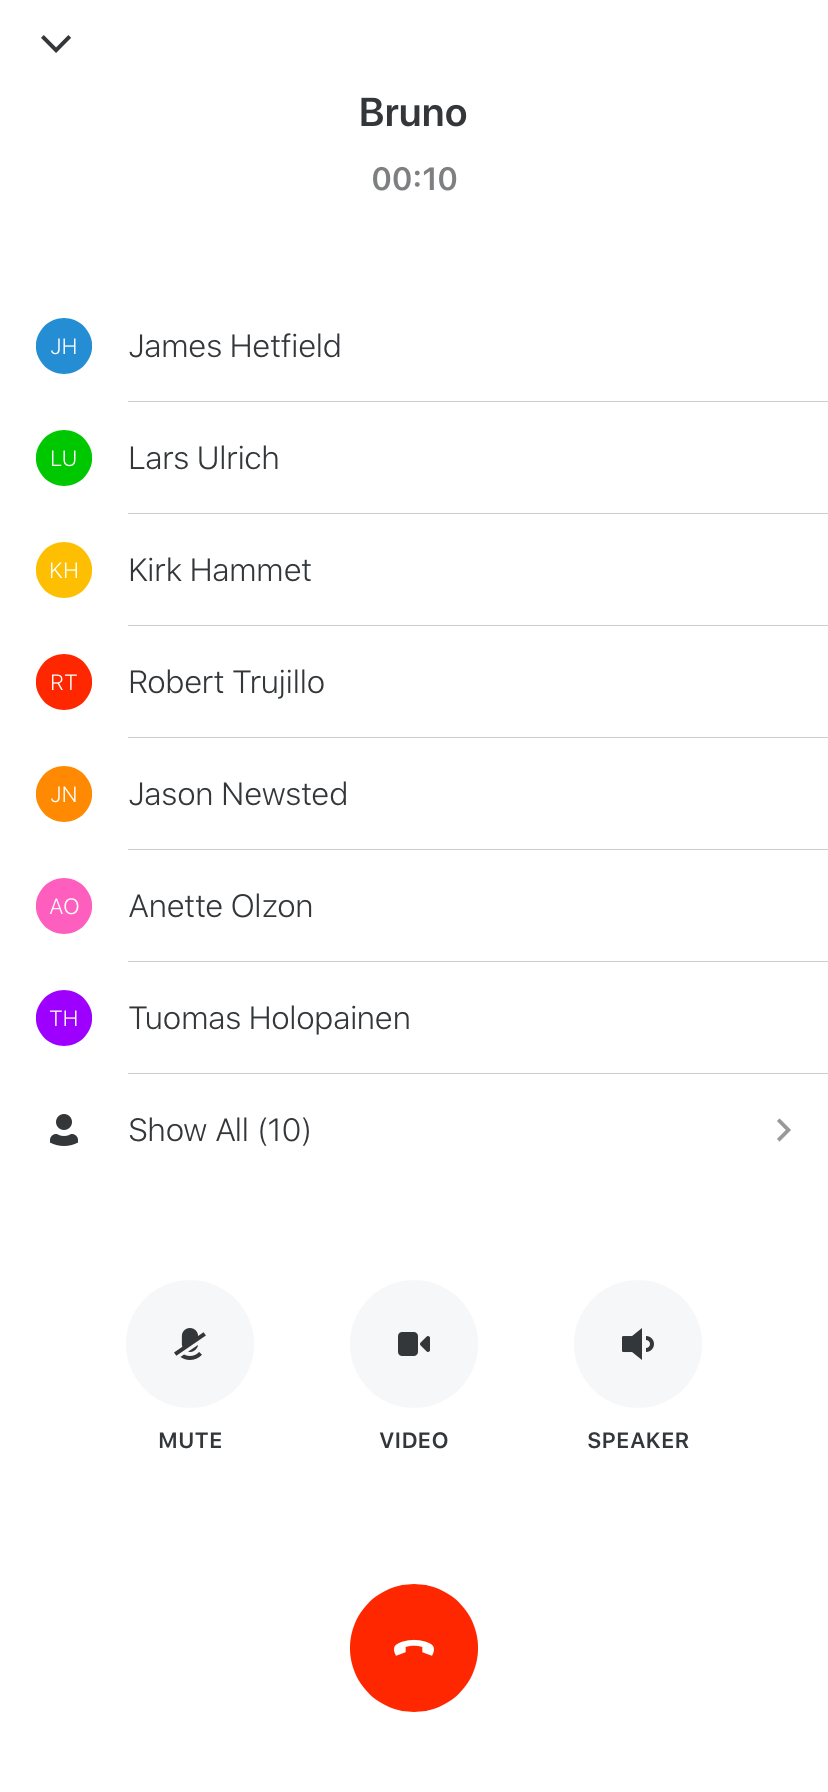 Bruno
00:10
JH James Hetfield
LU Lars Ulrich
KH Kirk Hammet
RT Robert Trujillo
JN Jason Newsted
AO Anette Olzon
TH Tuomas Holopainen
Show All (10)
MUTE VIDEO SPEAKER